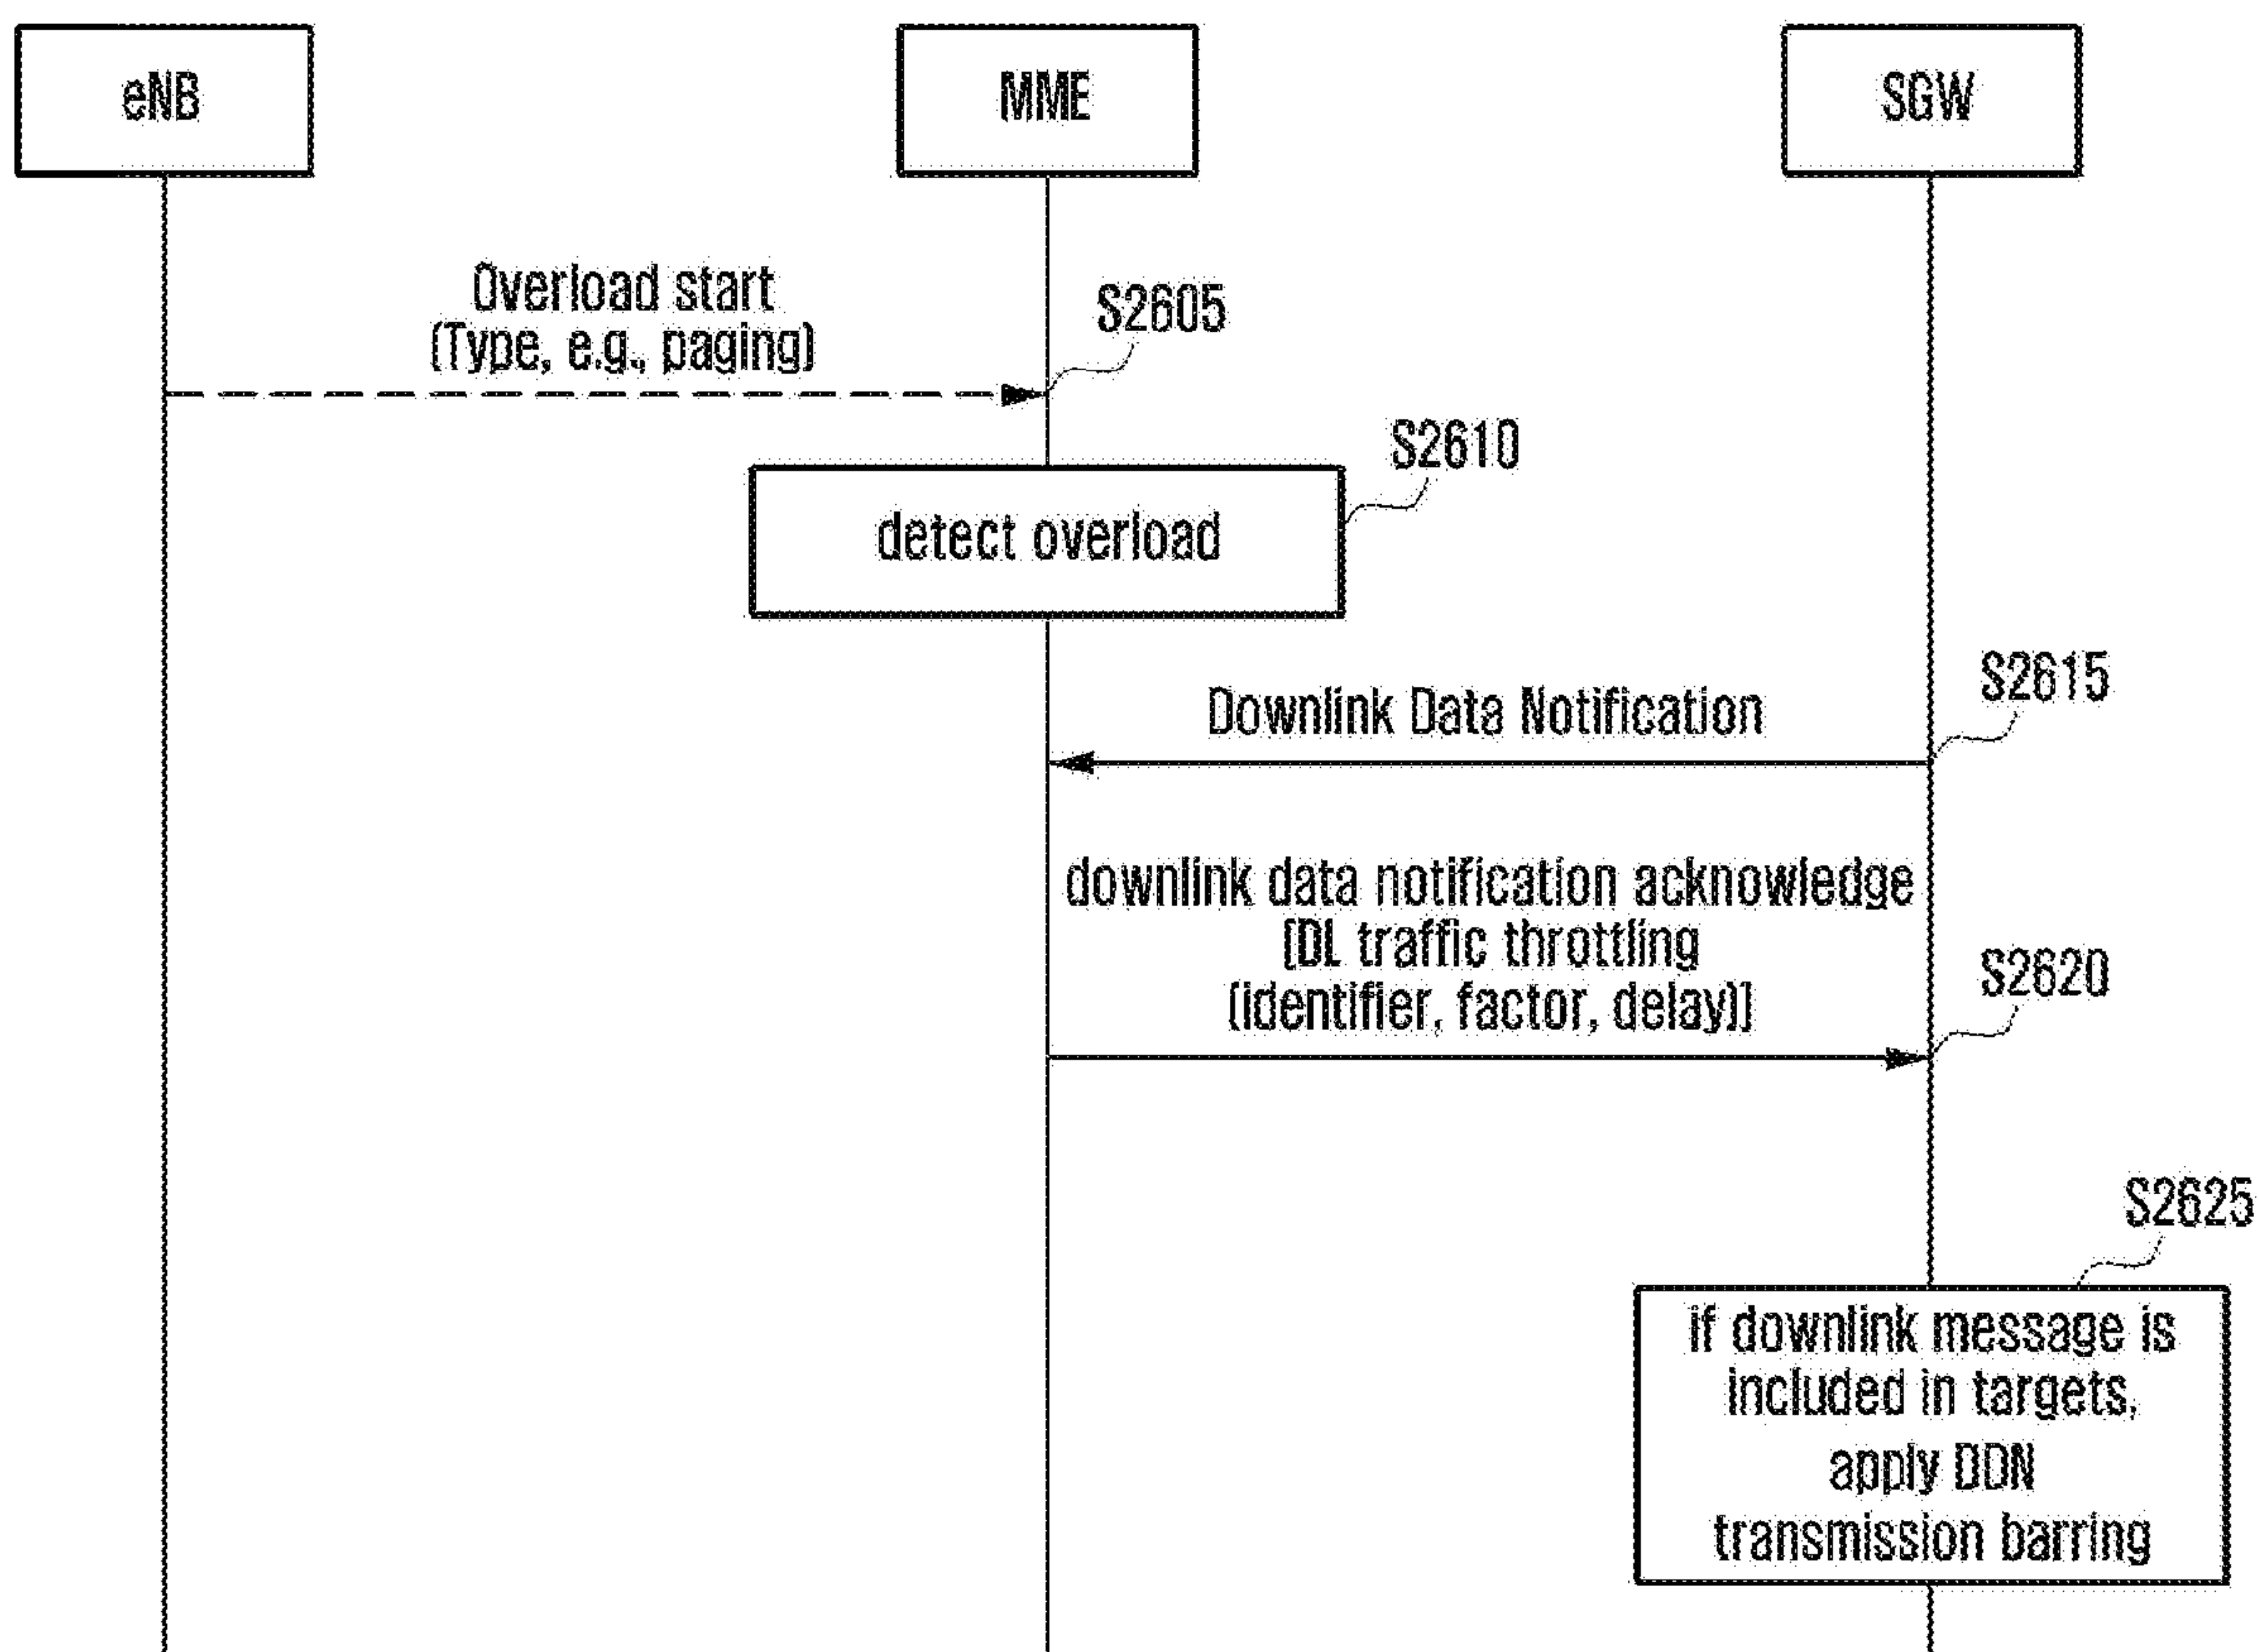 eNB
MME
SGW
Overload start
(Type, e.g., paging)
S2605
S2610
detect overload
S2615
Downlink Data Notification
downlink data notification acknowledge
[DL traffic throttling
(identifier, factor, delay)]
S2620
S2625
if downlink message is
included in targets,
apply DDN
transmission barring